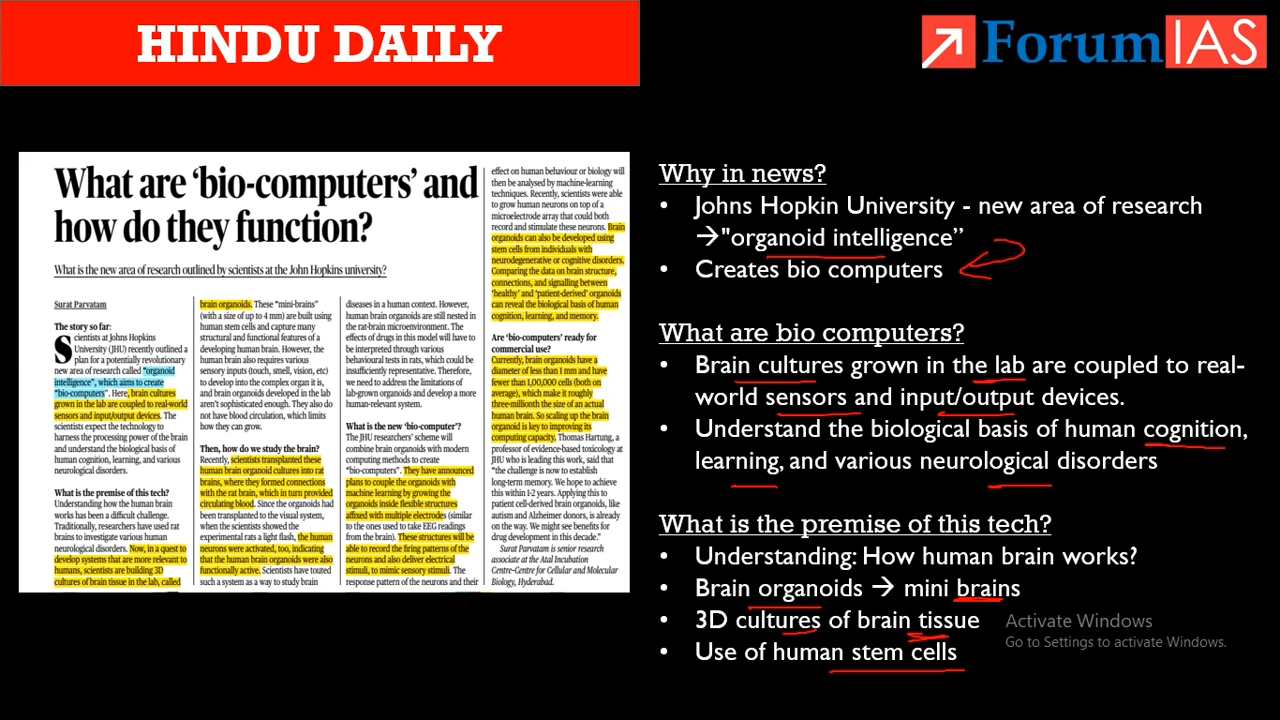 HINDU DAILY
ForumIAS
What are ‘bio-computers’ and
how do they function?
What is the new area of research outlined by scientists at the John Hopkins university?
Surat Parvatam
The story so far:
Scientists at Johns Hopkins
University (JHU) recently outlined a
plan for a potentially revolutionary
new area of research called “organoid
intelligence”, which aims to create
“bio-computers”. Here, brain cultures
grown in the lab are coupled to real-world
sensors and input/output devices. The
scientists expect the technology to
harness the processing power of the brain
and understand the biological basis of
human cognition, learning, and various
neurological disorders.
What is the premise of this tech?
Understanding how the human brain
works has been a difficult challenge.
Traditionally, researchers have used rat
brains to investigate various human
neurological disorders. Now, in a quest to
develop systems that are more relevant to
humans, scientists are building 3D
cultures of brain tissue in the lab, called
brain organoids. These “mini-brains”
(with a size of up to 4 mm) are built using
human stem cells and capture many
structural and functional features of a
developing human brain. However, the
human brain also requires various
sensory inputs (touch, smell, vision, etc)
to develop into the complex organ it is,
and brain organoids developed in the lab
aren’t sophisticated enough. They also do
not have blood circulation, which limits
how they can grow.
Then, how do we study the brain?
Recently, scientists transplanted these
human brain organoid cultures into rat
brains, where they formed connections
with the rat brain, which in turn provided
circulating blood. Since the organoids had
been transplanted to the visual system,
when the scientists showed the
experimental rats a light flash, the human
neurons were activated, too, indicating
that the human brain organoids were also
functionally active. Scientists have touted
such a system as a way to study brain
diseases in a human context. However,
human brain organoids are still nested in
the rat-brain microenvironment. The
effects of drugs in this model will have to
be interpreted through various
behavioural tests in rats, which could be
insufficiently representative. Therefore,
we need to address the limitations of
lab-grown organoids and develop a more
human-relevant system.
What is the new ‘bio-computer’?
The JHU researchers’ scheme will
combine brain organoids with modern
computing methods to create
“bio-computers”. They have announced
plans to couple the organoids with
machine learning by growing the
organoids inside flexible structures
affixed with multiple electrodes (similar
to the ones used to take EEG readings
from the brain). These structures will be
able to record the firing patterns of the
neurons and also deliver electrical
stimuli, to mimic sensory stimuli. The
response pattern of the neurons and their
effect on human behaviour or biology will
then be analysed by machine-learning
techniques. Recently, scientists were able
to grow human neurons on top of a
microelectrode array that could both
record and stimulate these neurons. Brain
organoids can also be developed using
stem cells from individuals with
neurodegenerative or cognitive disorders.
Comparing the data on brain structure,
connections, and signalling between
‘healthy’ and ‘patient-derived’ organoids
can reveal the biological basis of human
cognition, learning, and memory.
Are ‘bio-computers’ ready for
commercial use?
Currently, brain organoids have a
diameter of less than 1 mm and have
fewer than 1,00,000 cells (both on
average), which make it roughly
three-millionth the size of an actual
human brain. So scaling up the brain
organoid is key to improving its
computing capacity. Thomas Hartung, a
professor of evidence-based toxicology at
JHU who is leading this work, said that
“the challenge is now to establish
long-term memory. We hope to achieve
this within 1-2 years. Applying this to
patient cell-derived brain organoids, like
autism and Alzheimer donors, is already
on the way. We might see benefits for
drug development in this decade.”
Surat Parvatam is senior research
associate at the Atal Incubation
Centre-Centre for Cellular and Molecular
Biology, Hyderabad.
Why in news?
• Johns Hopkin University - new area of research
→"organoid intelligence”
• Creates bio computers
What are bio computers?
• Brain cultures grown in the lab are coupled to real-
world sensors and input/output devices.
• Understand the biological basis of human cognition,
learning, and various neurological disorders
What is the premise of this tech?
• Understanding: How human brain works?
• Brain organoids → mini brains
• 3D cultures of brain tissue
• Use of human stem cells
Activate Windows
Go to Settings to activate Windows.